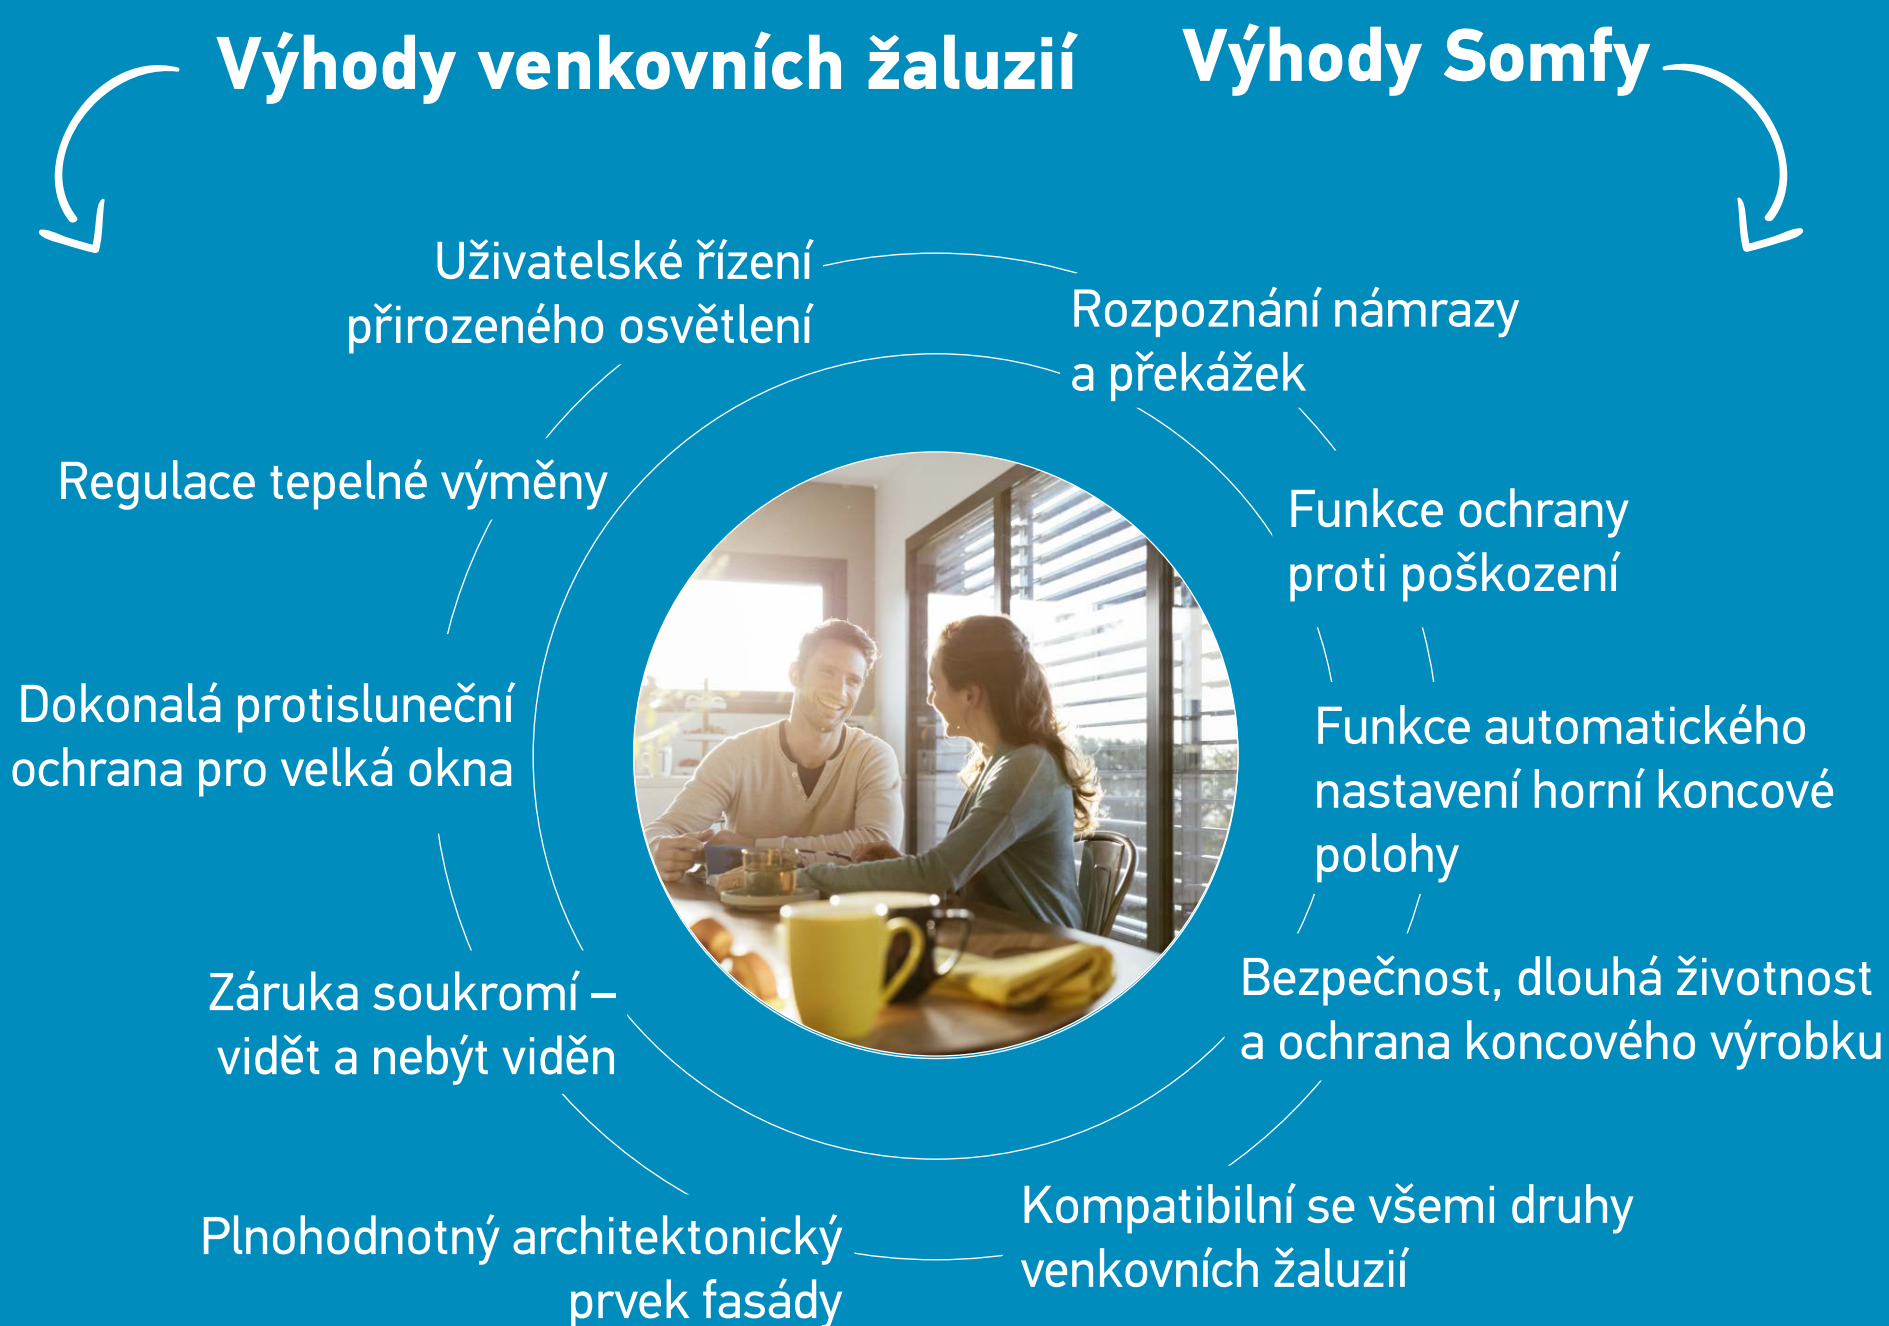 Výhody venkovních žaluzií
Uživatelské řízení
přirozeného osvětlení
Regulace tepelné výměny
Dokonalá protisluneční
ochrana pro velká okna
Záruka soukromí –
vidět a nebýt viděn
Plnohodnotný architektonický
prvek fasády
Výhody Somfy
Rozpoznání námrazy
a překážek
Funkce ochrany
proti poškození
Funkce automatického
nastavení horní koncové
polohy
Bezpečnost, dlouhá životnost
a ochrana koncového výrobku
Kompatibilní se všemi druhy
venkovních žaluzií